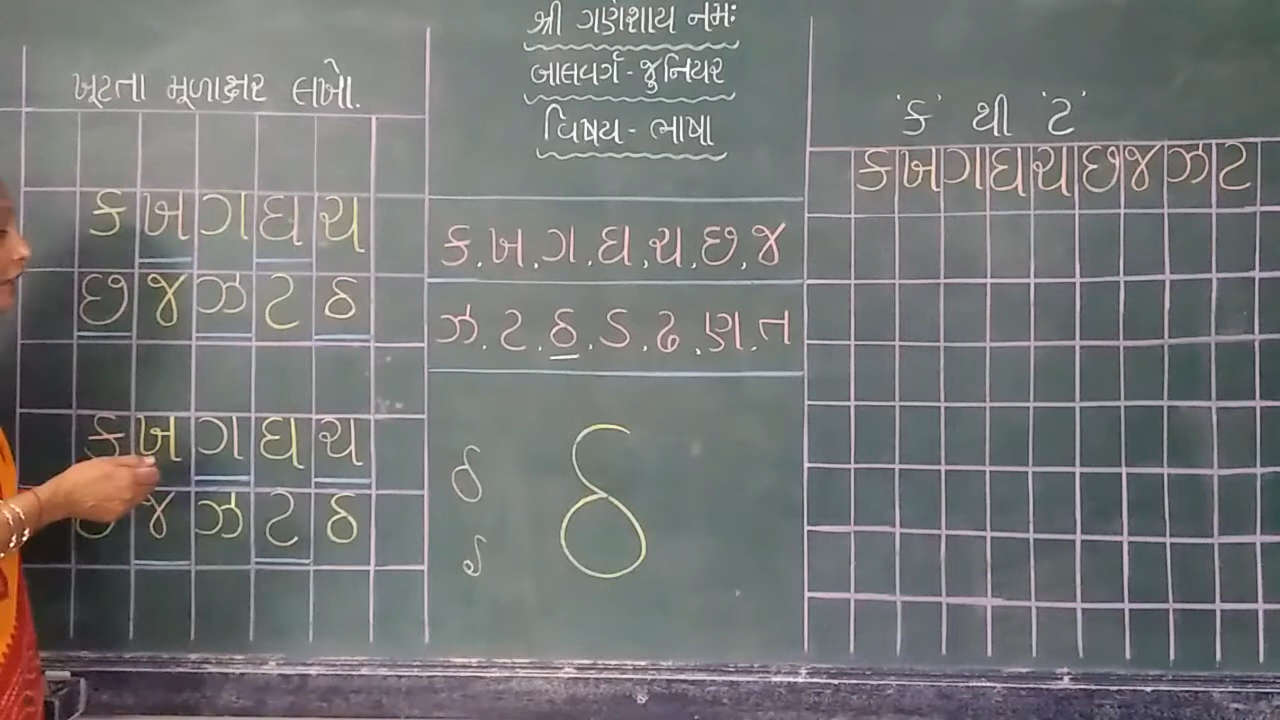 ખૂટતા મૂળાક્ષર લખો.
ક ખ ગ ઘ ચ
છ જ ઝ ટ ઠ
ક ખ ગ ઘ ચ
છ જ ઝ ટ ઠ
શ્રી ગણેશાય નમઃ
બાલવર્ગ - જુનિયર
વિષય - ભાષા
ક.ખ.ગ.ઘ.ચ.છ.જ
ઝ.ટ.ઠ.ડ.ઢ.ણ.ત
ઠ
'ક' થી 'ટ'
ક ખ ગ ઘ ચ છ જ ઝ ટ